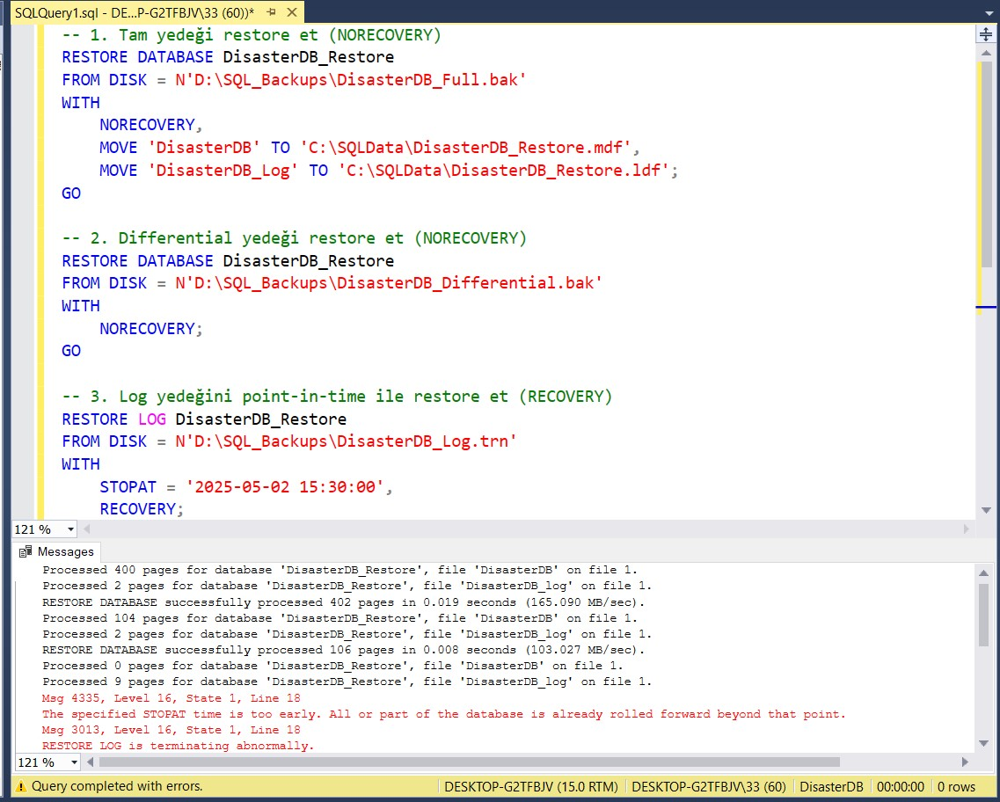 SQLQuery1.sql - DE...P-G2TFBJV\33 (60))*
-- 1. Tam yedeği restore et (NORECOVERY)
RESTORE DATABASE DisasterDB_Restore
FROM DISK = N'D:\SQL_Backups\DisasterDB_Full.bak'
WITH
    NORECOVERY,
    MOVE 'DisasterDB' TO 'C:\SQLData\DisasterDB_Restore.mdf',
    MOVE 'DisasterDB_Log' TO 'C:\SQLData\DisasterDB_Restore.ldf';
GO
-- 2. Differential yedeği restore et (NORECOVERY)
RESTORE DATABASE DisasterDB_Restore
FROM DISK = N'D:\SQL_Backups\DisasterDB_Differential.bak'
WITH
    NORECOVERY;
GO
-- 3. Log yedeğini point-in-time ile restore et (RECOVERY)
RESTORE LOG DisasterDB_Restore
FROM DISK = N'D:\SQL_Backups\DisasterDB_Log.trn'
WITH
    STOPAT = '2025-05-02 15:30:00',
    RECOVERY;
121 %
Messages
Processed 400 pages for database 'DisasterDB_Restore', file 'DisasterDB' on file 1.
Processed 2 pages for database 'DisasterDB_Restore', file 'DisasterDB_log' on file 1.
RESTORE DATABASE successfully processed 402 pages in 0.019 seconds (165.090 MB/sec).
Processed 104 pages for database 'DisasterDB_Restore', file 'DisasterDB' on file 1.
Processed 2 pages for database 'DisasterDB_Restore', file 'DisasterDB_log' on file 1.
RESTORE DATABASE successfully processed 106 pages in 0.008 seconds (103.027 MB/sec).
Processed 0 pages for database 'DisasterDB_Restore', file 'DisasterDB' on file 1.
Processed 9 pages for database 'DisasterDB_Restore', file 'DisasterDB_log' on file 1.
Msg 4335, Level 16, State 1, Line 18
The specified STOPAT time is too early. All or part of the database is already rolled forward beyond that point.
Msg 3013, Level 16, State 1, Line 18
RESTORE LOG is terminating abnormally.
121 %
Query completed with errors. DESKTOP-G2TFBJV (15.0 RTM) DESKTOP-G2TFBJV\33 (60) DisasterDB 00:00:00 0 rows